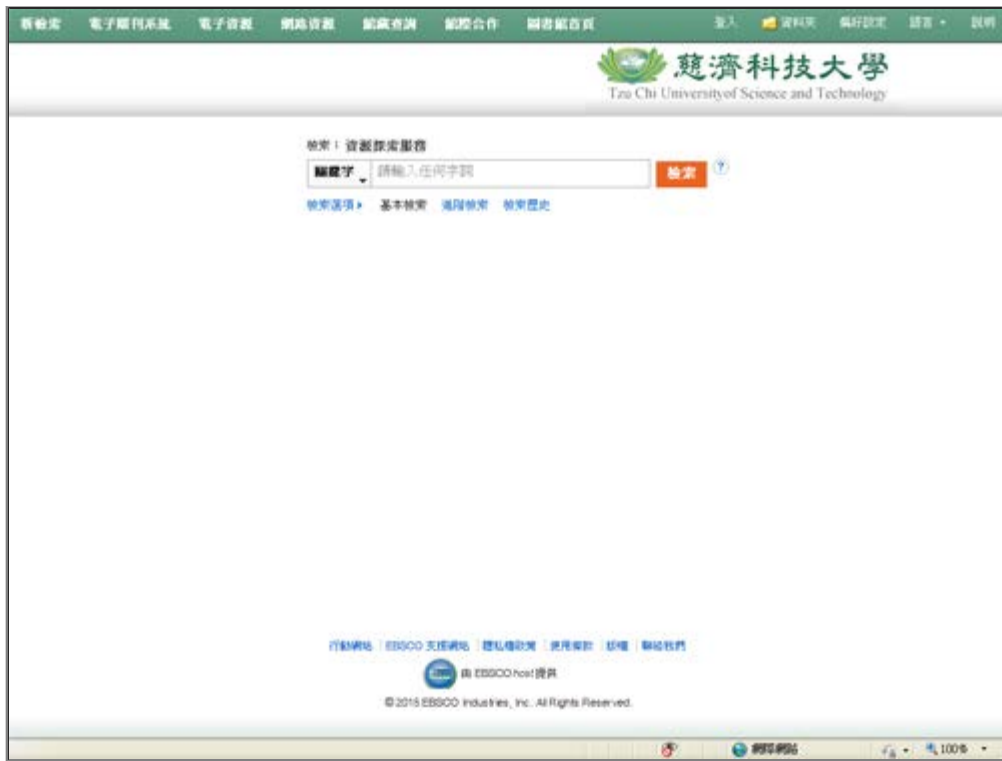 新檢索 電子期刊系統 電子資源 網路資源 館藏查詢 館際合作 圖書館首頁 登入 資料夾 偏好設定 語言 說明
慈濟科技大學
Tzu Chi Universityof Science and Technology
檢索: 資源探索服務
關鍵字 請輸入任何字詞 檢索
檢索選項 基本檢索 進階檢索 檢索歷史
行動網站 EBSCO 支援網站 隱私權政策 使用條款 版權 聯絡我們
由 EBSCOhost 提供
© 2015 EBSCO Industries, Inc. All Rights Reserved.
網際網路 100%